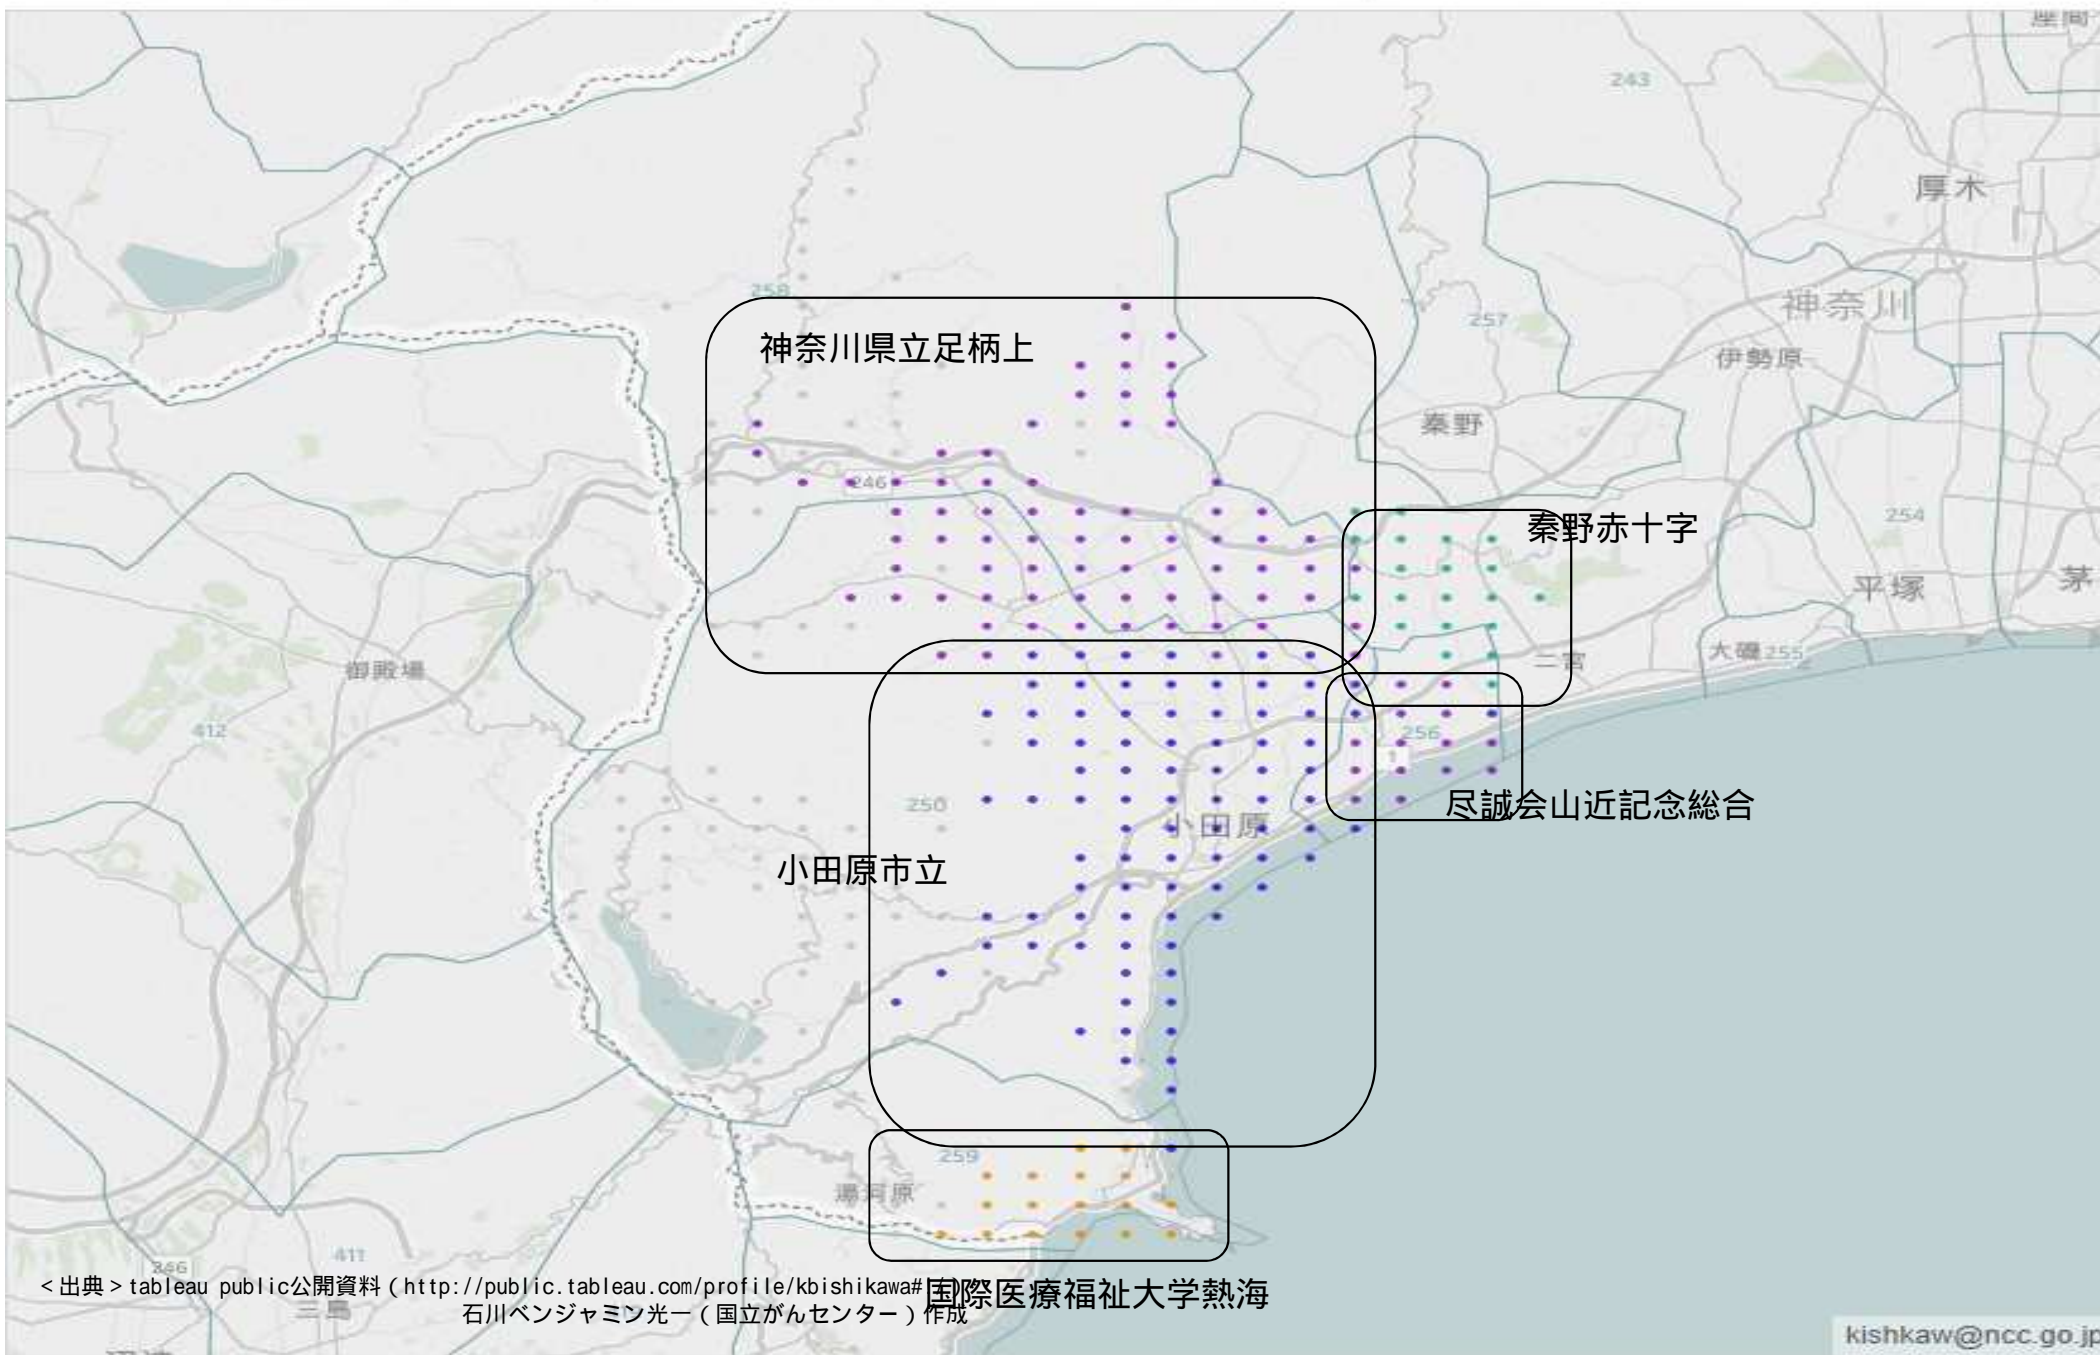 座間
243
厚木
258
神奈川
257
神奈川県立足柄上
伊勢原
秦野
246
254
秦野赤十字
平塚
茅
大磯
255
二宮
御殿場
412
256
1
250
尽誠会山近記念総合
小田原
小田原市立
259
湯河原
411
246
<出典>tableau public公開資料(http://public.tableau.com/profile/kbishikawa#
国際医療福祉大学熱海
三島
石川ベンジャミン光一(国立がんセンター)作成
kishkaw@ncc.go.jp